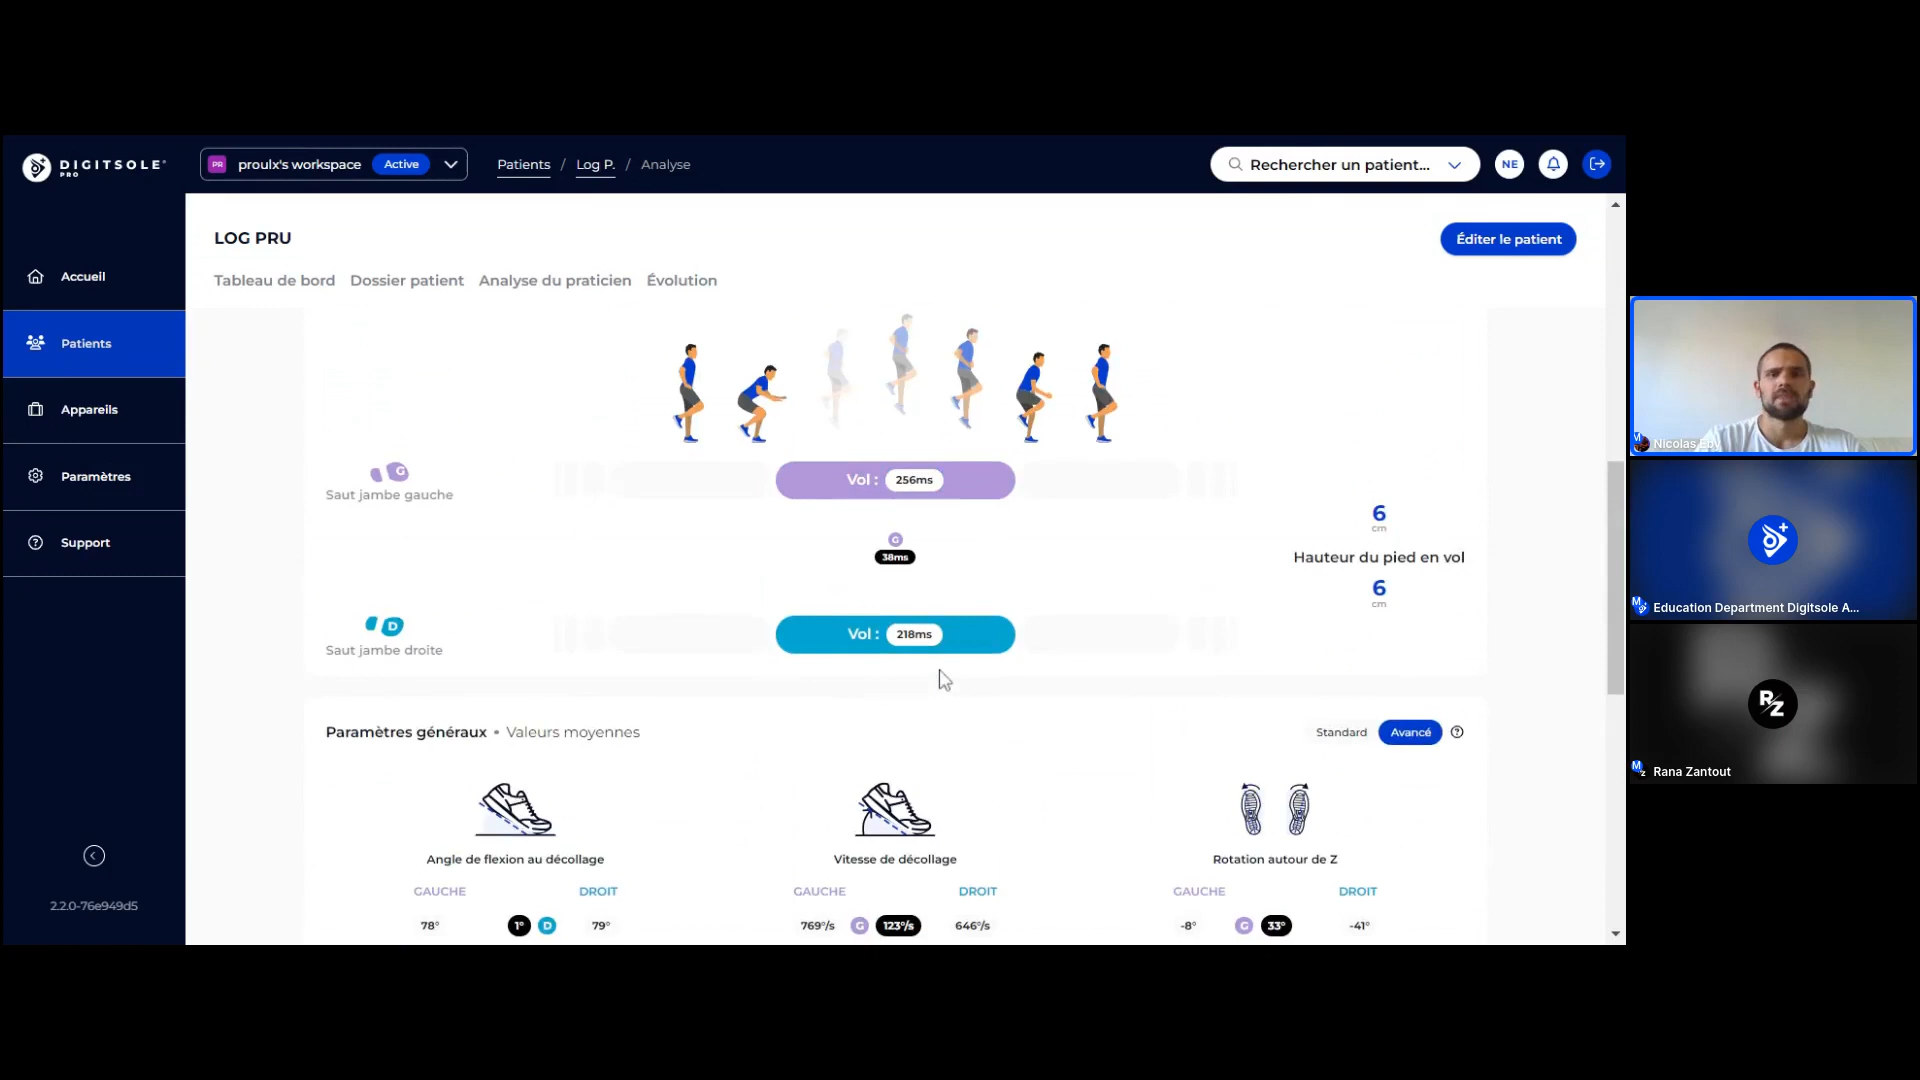 DIGITSOLE
PRO
PR proulx's workspace Active
Patients / Log P. / Analyse
Rechercher un patient...
NE
LOG PRU
Éditer le patient
Tableau de bord Dossier patient Analyse du praticien Évolution
Accueil
Patients
Appareils
Paramètres
Support
2.2.0-76e949d5
G
Saut jambe gauche
Vol : 256ms
G
38ms
6
cm
Hauteur du pied en vol
6
cm
D
Saut jambe droite
Vol : 218ms
Paramètres généraux • Valeurs moyennes
Standard Avancé
Angle de flexion au décollage
GAUCHE DROIT
78° 1° D 79°
Vitesse de décollage
GAUCHE DROIT
769°/s G 123°/s 646°/s
Rotation autour de Z
GAUCHE DROIT
-8° G 33° -41°
Nicolas Eby
Education Department Digitsole A...
RZ
Rana Zantout